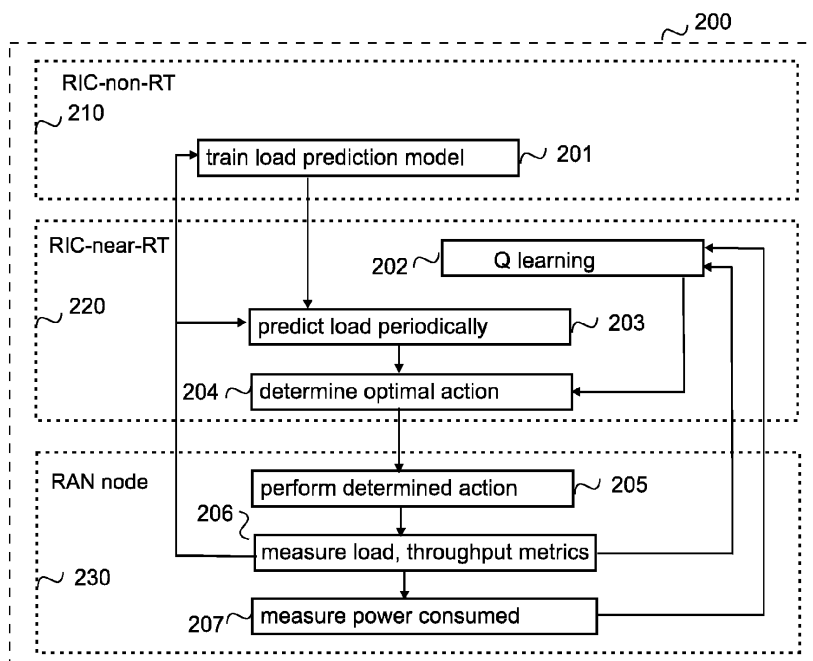 200
RIC-non-RT
210
train load prediction model
201
RIC-near-RT
202
Q learning
220
predict load periodically
203
204
determine optimal action
RAN node
perform determined action
205
206
measure load, throughput metrics
230
measure power consumed
207